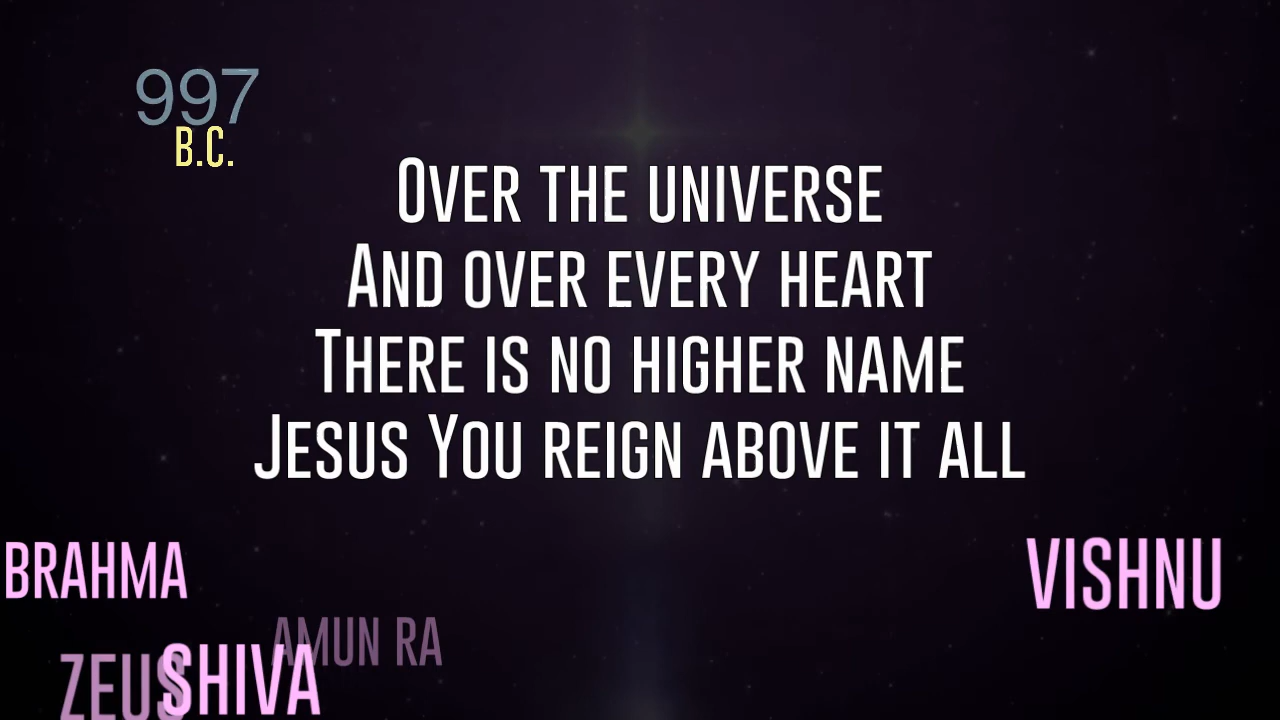 997
B.C.
Over the universe
And over every heart
There is no higher name
Jesus You reign above it all
BRAHMA
VISHNU
AMUN RA
ZEUS
SHIVA